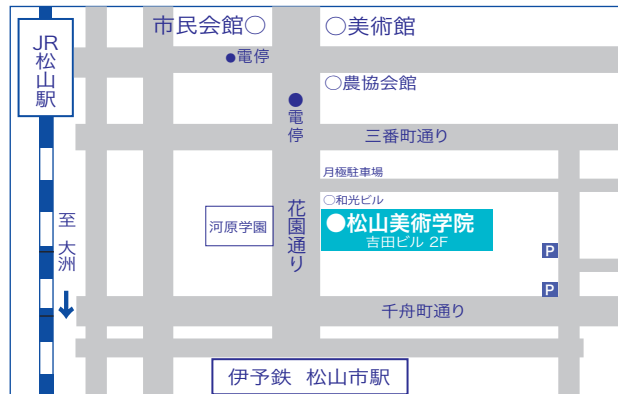 市民会館○
○美術館
JR松山駅
●電停
○農協会館
●電停
三番町通り
月極駐車場
○和光ビル
花園通り
河原学園
●松山美術学院
吉田ビル 2F
至 大洲
↓
P
P
千舟町通り
伊予鉄 松山市駅